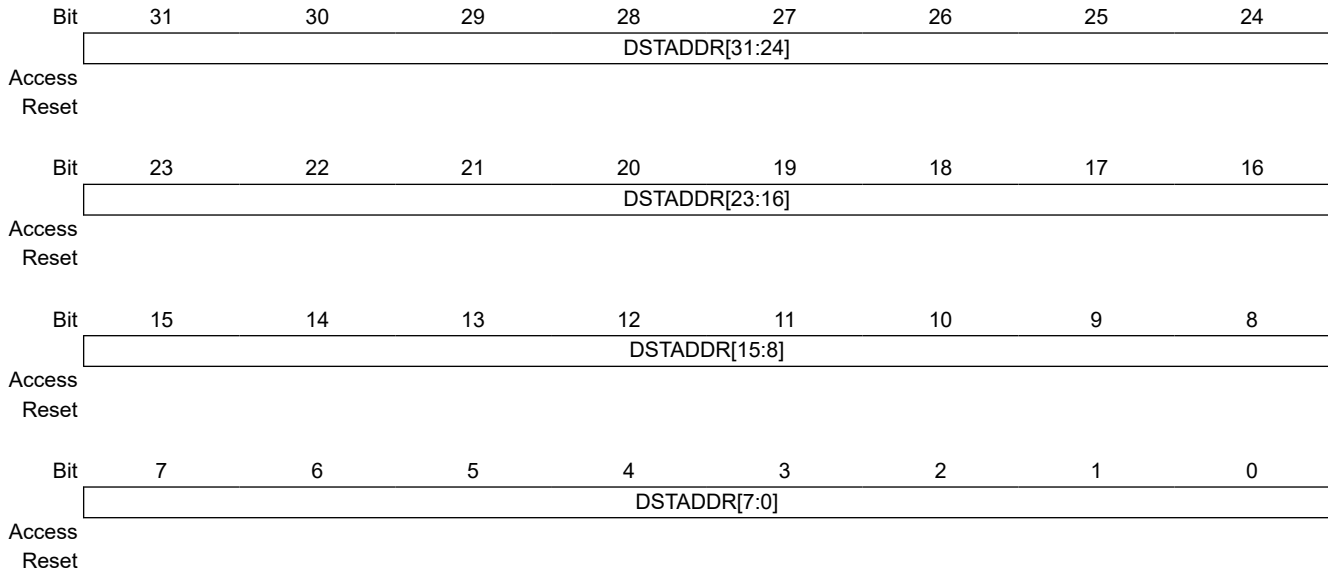 Bit 31 30 29 28 27 26 25 24
DSTADDR[31:24]
Access
Reset
Bit 23 22 21 20 19 18 17 16
DSTADDR[23:16]
Access
Reset
Bit 15 14 13 12 11 10 9 8
DSTADDR[15:8]
Access
Reset
Bit 7 6 5 4 3 2 1 0
DSTADDR[7:0]
Access
Reset